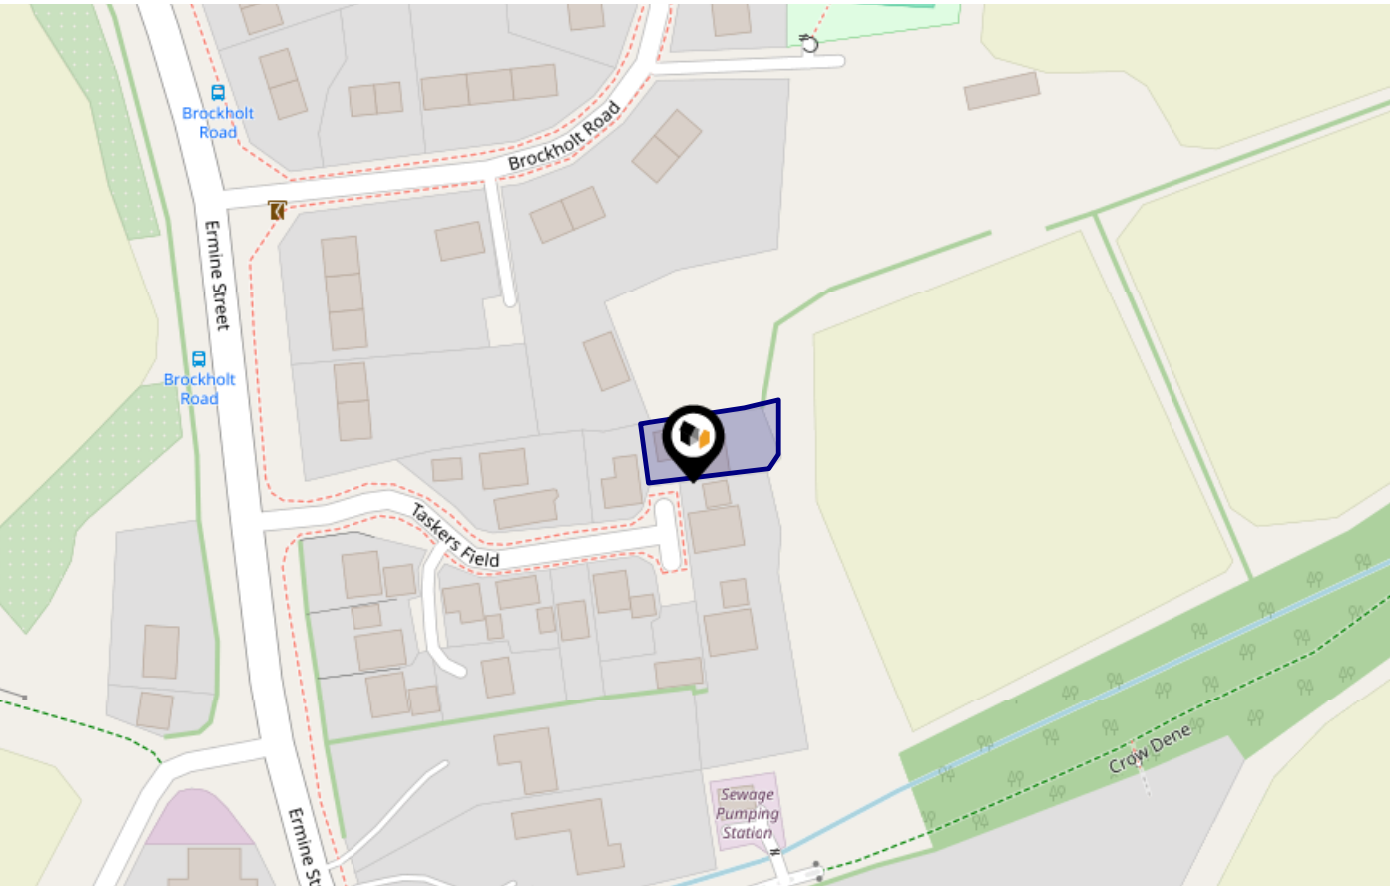 Brockholt
Road
Brockholt Road
Ermine Street
Brockholt
Road
Taskers Field
Crow Dene
Sewage
Pumping
Station
Ermine St